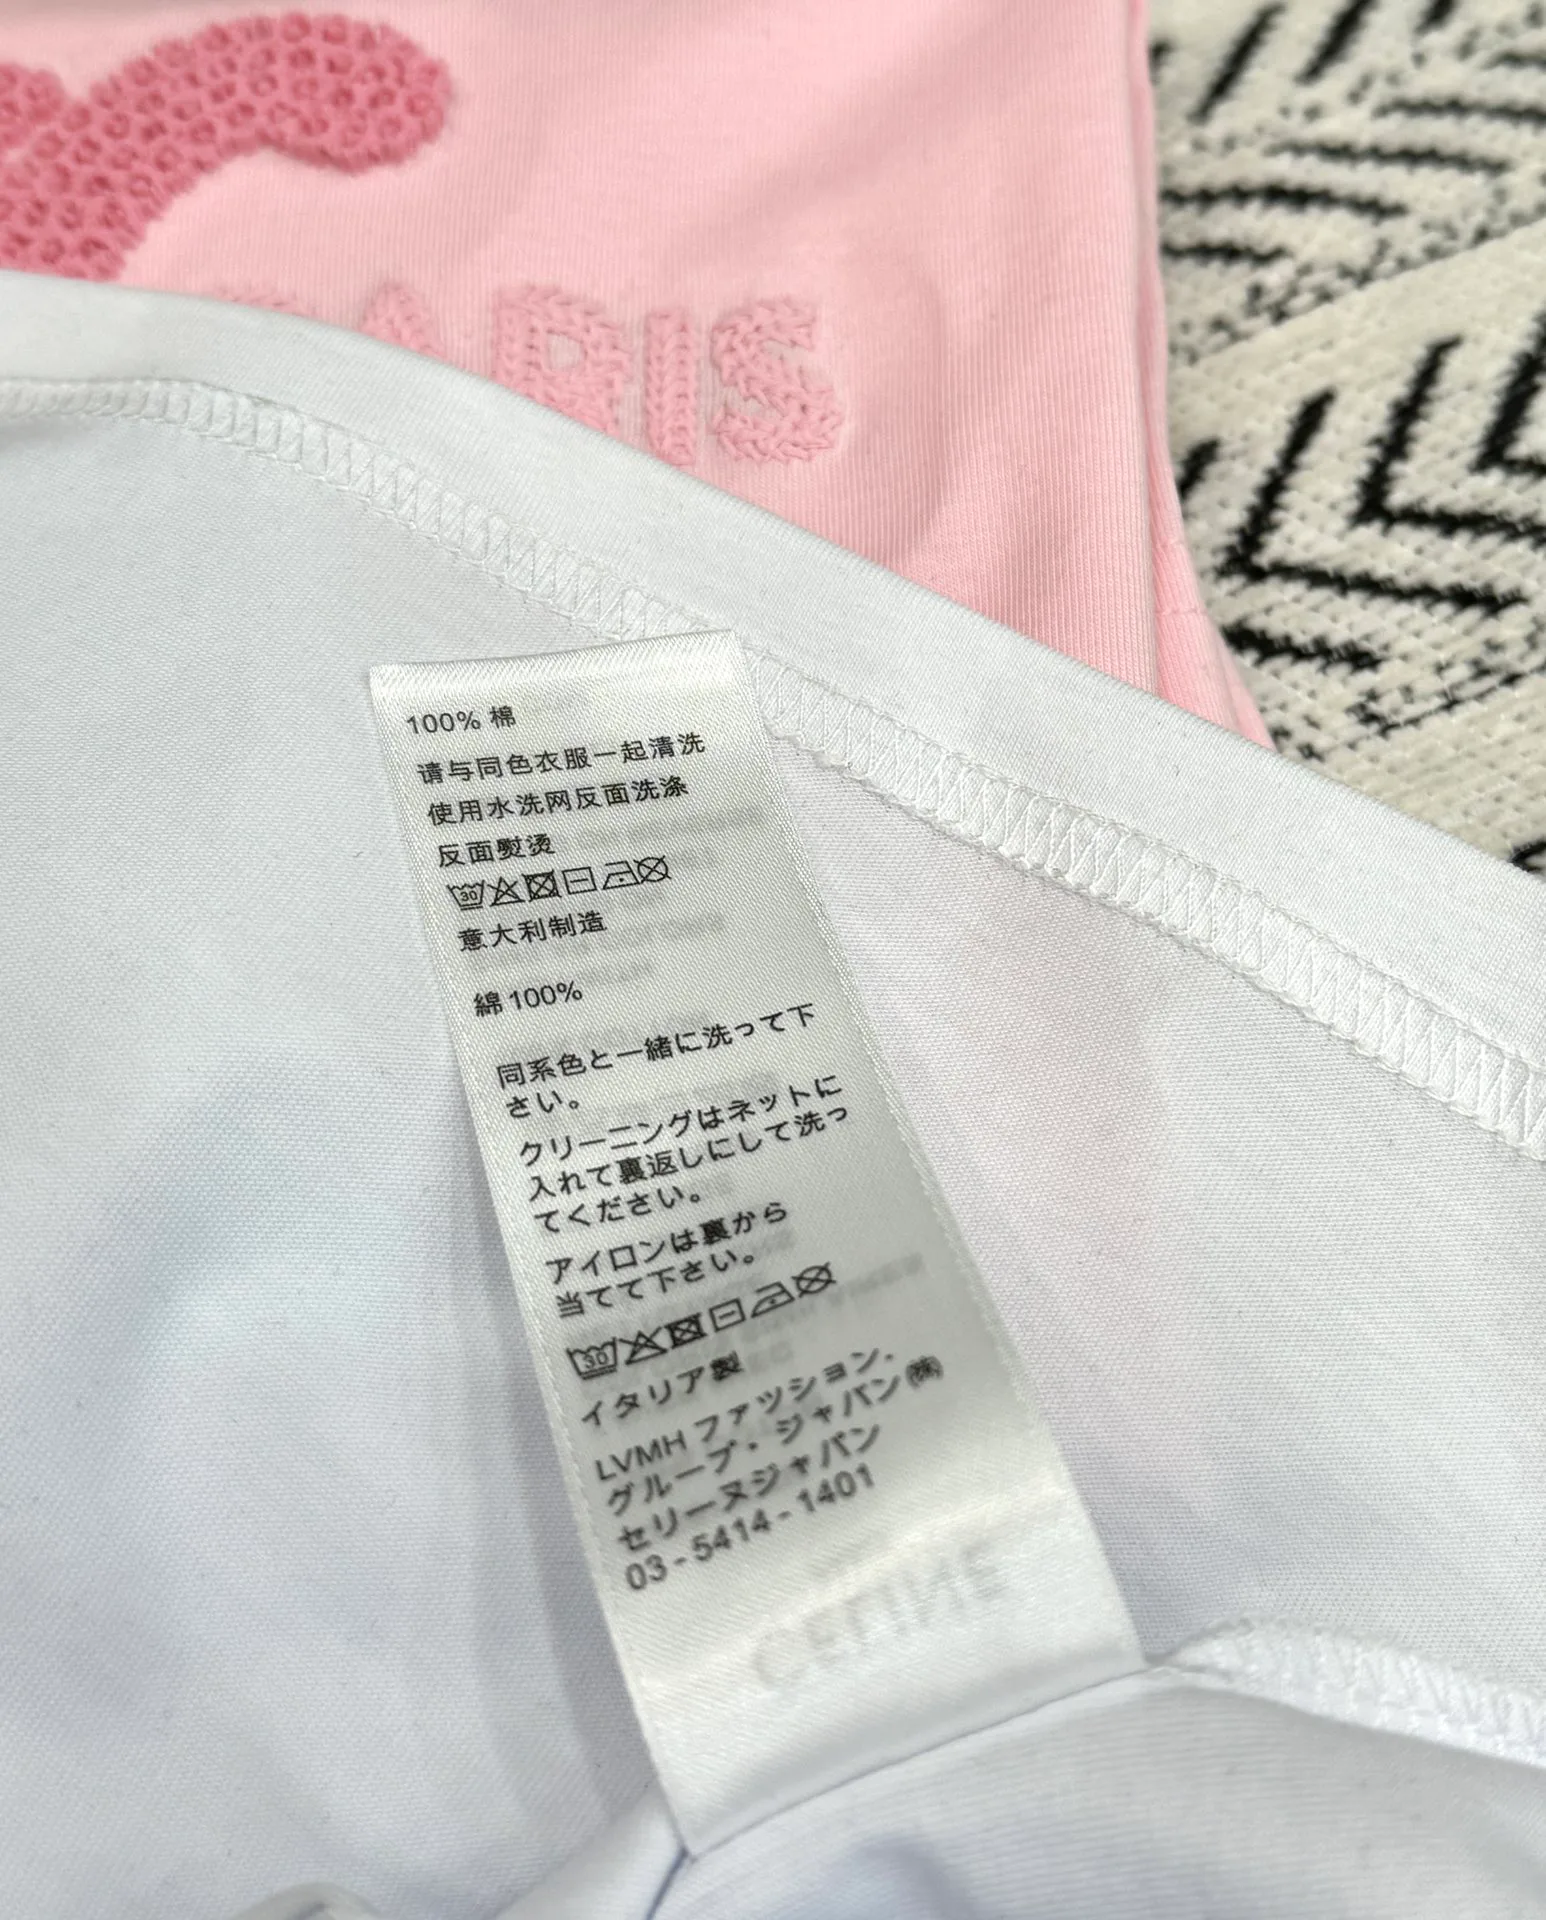 PARIS
100% 棉
请与同色衣服一起清洗
使用水洗网反面洗涤
反面熨烫
30
意大利制造
綿 100%
同系色と一緒に洗って下
さい。
クリーニングはネットに
入れて裏返しにして洗っ
てください。
アイロンは裏から
当てて下さい。
30
イタリア製
LVMH ファッション.
グループ・ジャパン㈱
セリーヌジャパン
03 - 5414 - 1401